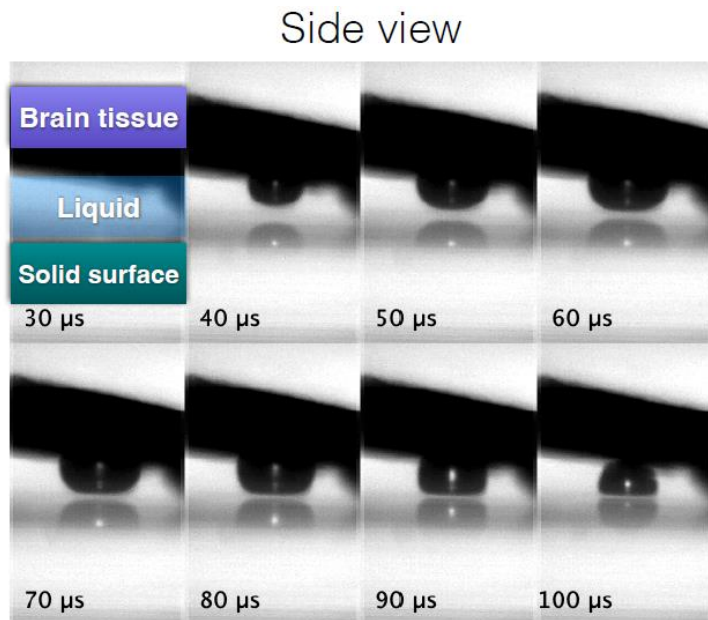 Side view
Brain tissue
Liquid
Solid surface
30 µs
40 µs
50 µs
60 µs
70 µs
80 µs
90 µs
100 µs